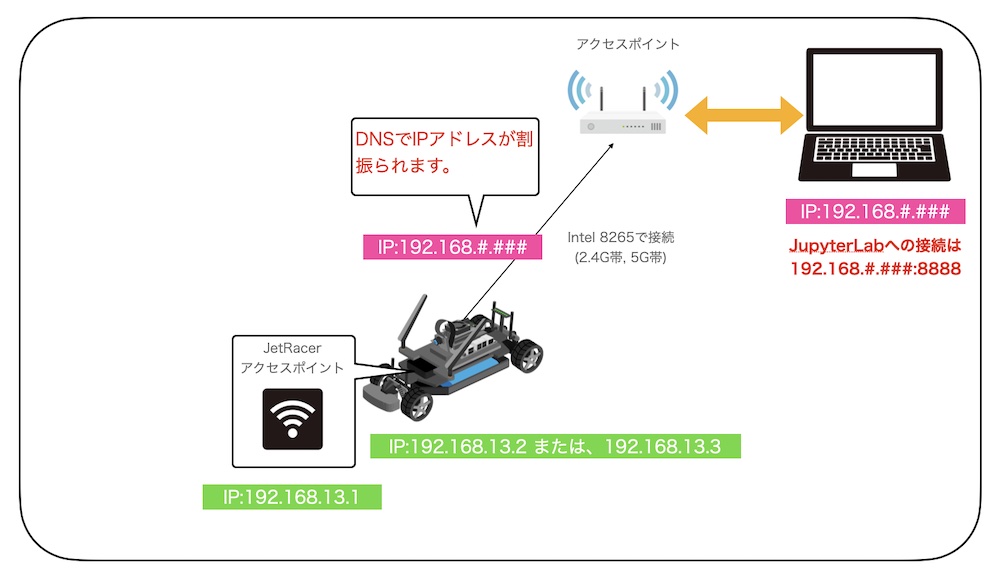 アクセスポイント
DNSでIPアドレスが割
振られます。
IP:192.168.#.###
IP:192.168.#.###
Intel 8265で接続
(2.4G帯, 5G帯)
JupyterLabへの接続は
192.168.#.###:8888
JetRacer
アクセスポイント
IP:192.168.13.2 または、192.168.13.3
IP:192.168.13.1